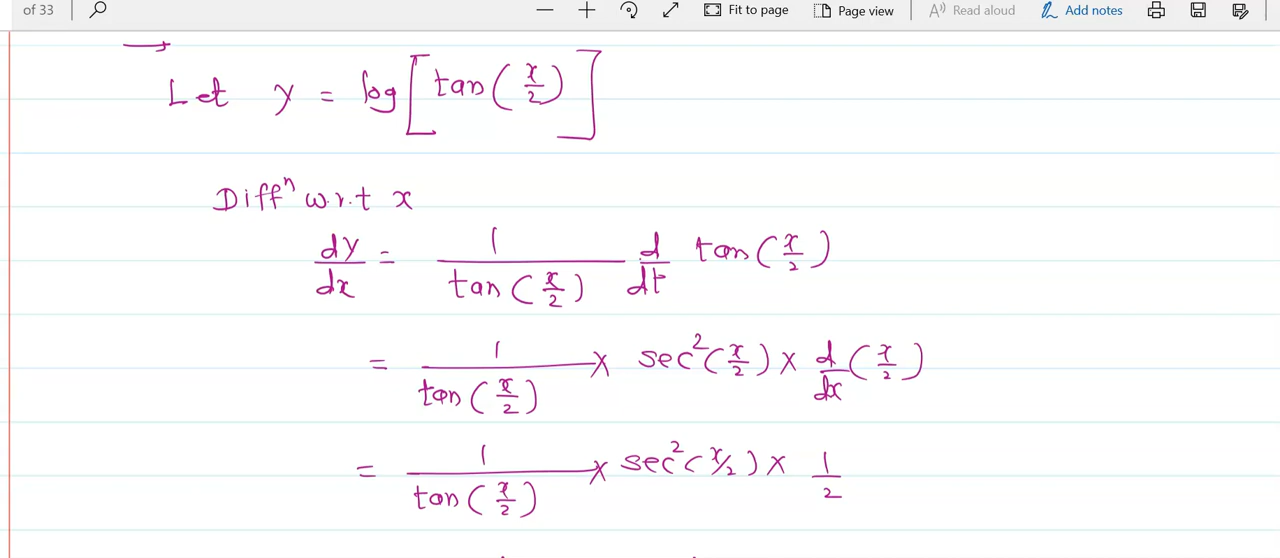 of 33 Fit to page Page view Read aloud Add notes
Let y = log[tan(x/2)]
Diffⁿ w.r.t x
dy/dx = 1/tan(x/2) d/dt tan(x/2)
= 1/tan(x/2) × sec²(x/2) × d/dx (x/2)
= 1/tan(x/2) × sec²(x/2) × 1/2